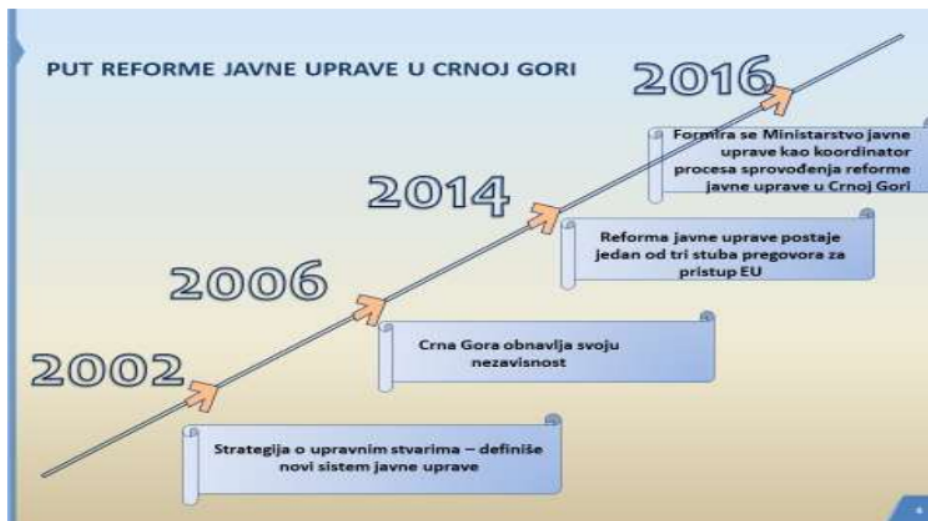 PUT REFORME JAVNE UPRAVE U CRNOJ GORI
2016
Formira se Ministarstvo javne
uprave kao koordinator
procesa sprovođenja reforme
javne uprave u Crnoj Gori
2014
Reforma javne uprave postaje
jedan od tri stuba pregovora za
pristup EU
2006
Crna Gora obnavlja svoju
nezavisnost
2002
Strategija o upravnim stvarima – definiše
novi sistem javne uprave